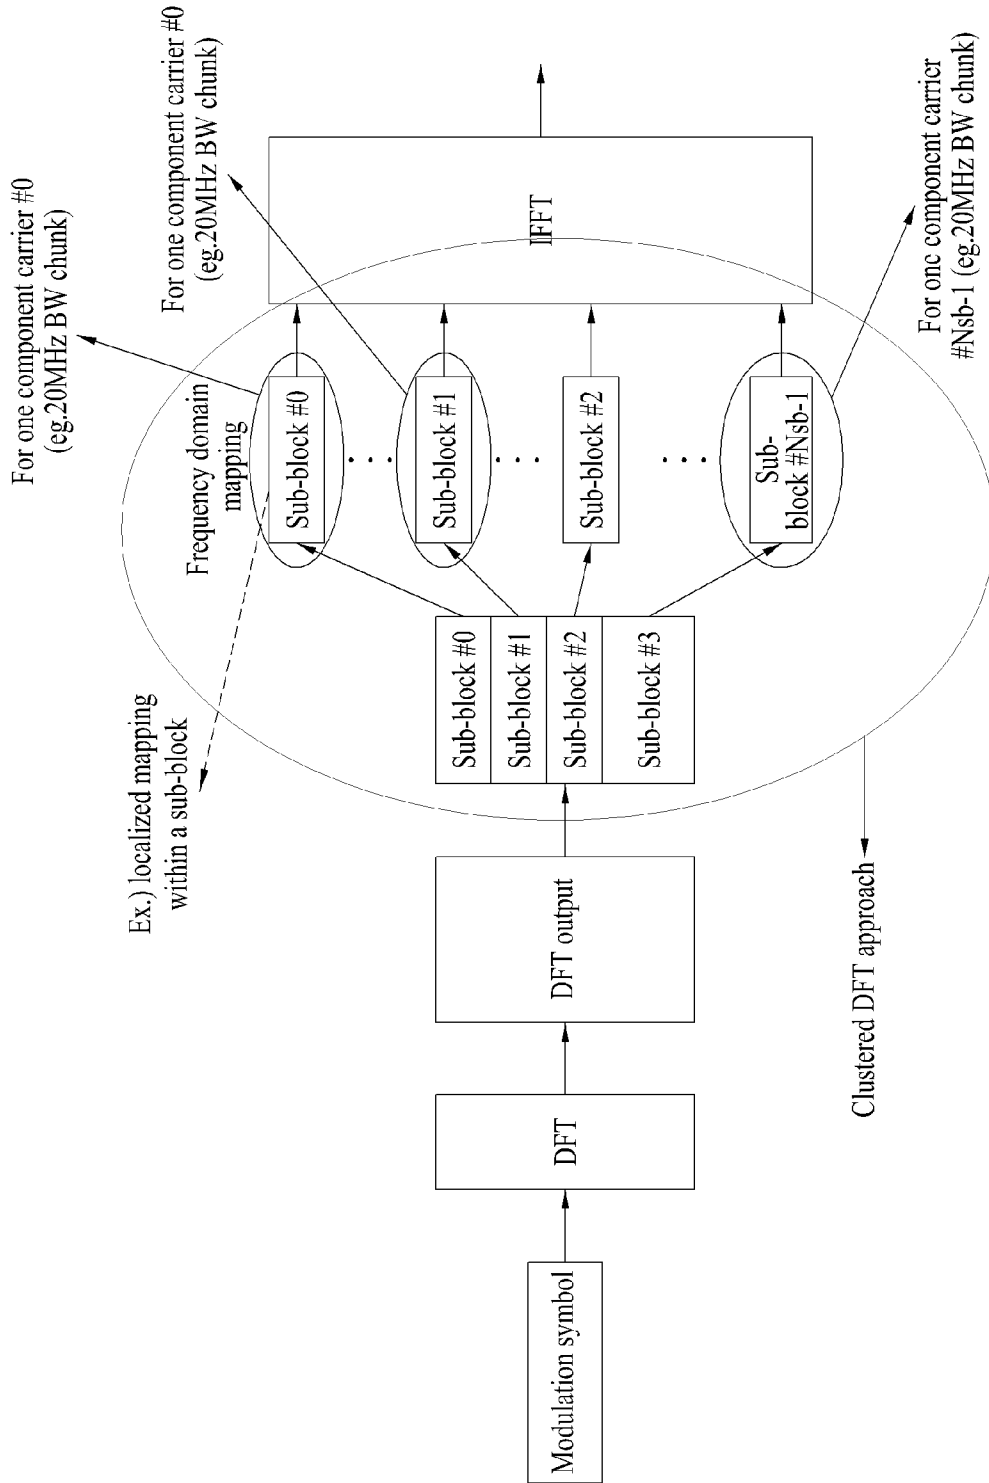 Modulation symbol
DFT
DFT output
Sub-block #0
Sub-block #1
Sub-block #2
Sub-block #3
Ex.) localized mapping
within a sub-block
Frequency domain
mapping
Sub-block #0
Sub-block #1
Sub-block #2
Sub-
block #Nsb-1
IFFT
For one component carrier #0
(eg.20MHz BW chunk)
For one component carrier #0
(eg.20MHz BW chunk)
For onc component carrier
#Nsb-1 (eg.20MHz BW chunk)
Clustered DFT approach